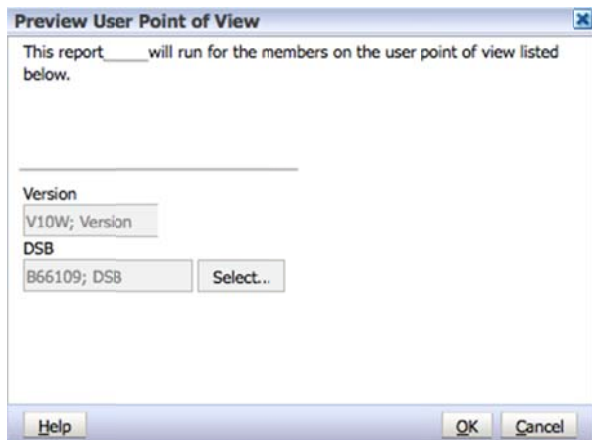 Preview User Point of View
This report_____will run for the members on the user point of view listed
below.
Version
V10W; Version
DSB
B66109; DSB
Select...
Help
OK
Cancel